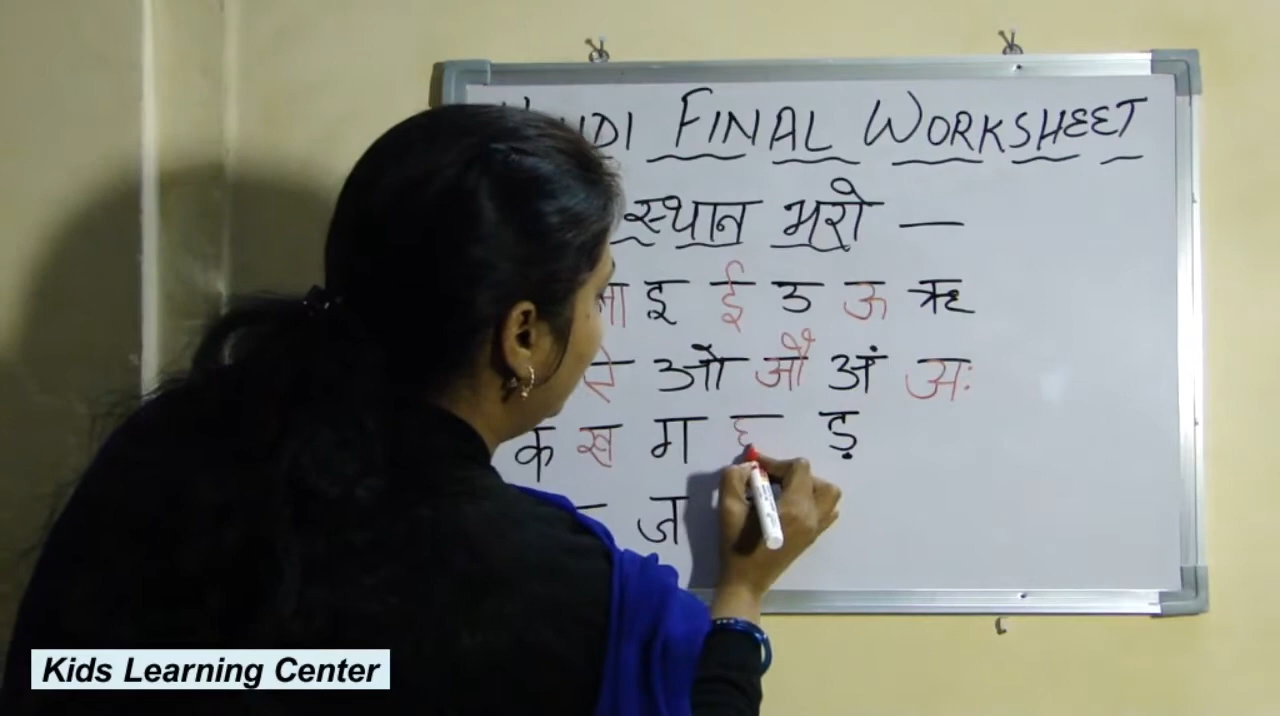 FINAL WORKSHEET
स्थान भरो —
इ ई उ ऊ ऋ
ऐ ओ औ अं अः
क ख ग ड़
ज
Kids Learning Center